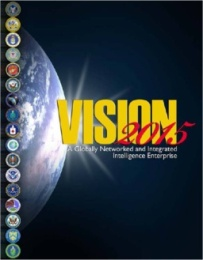 VISION
2015
A Globally Networked and Integrated
Intelligence Enterprise